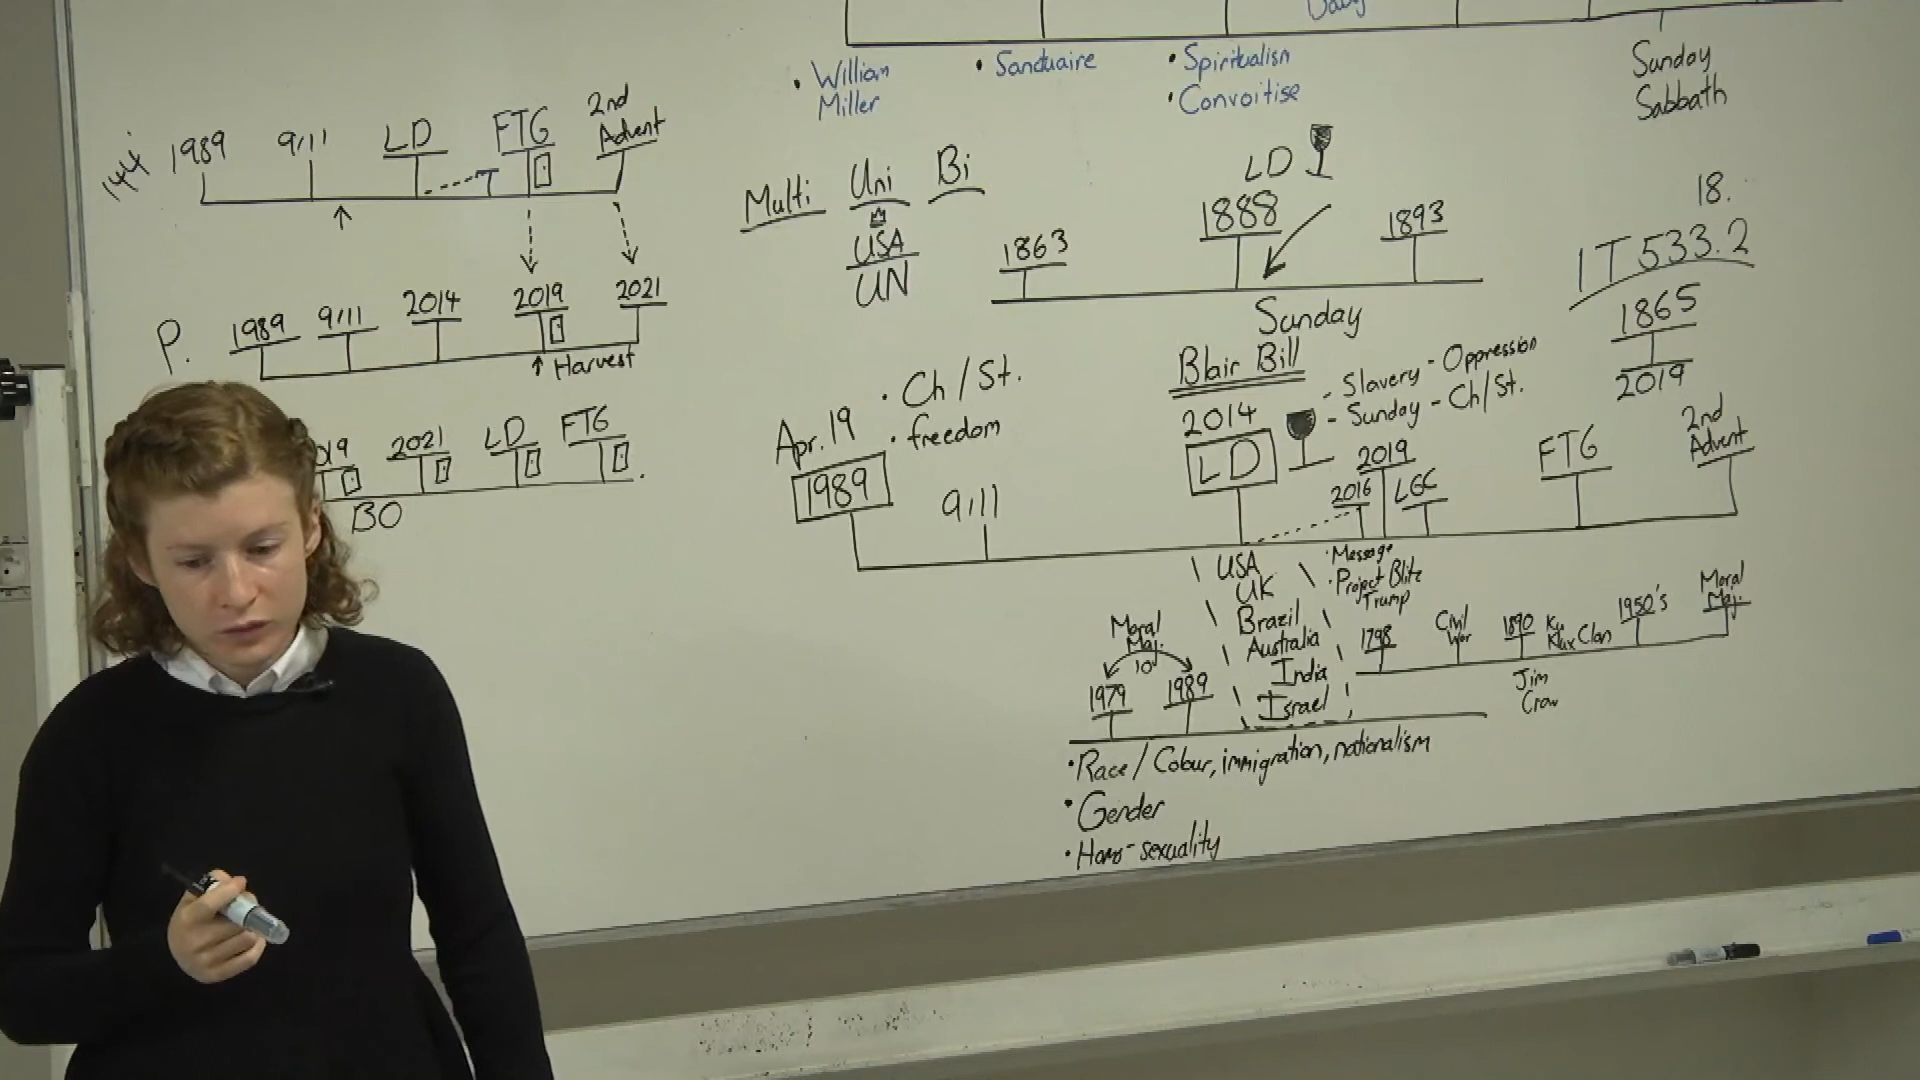 • William
Miller
• Sanctuaire
• Spiritualism
• Convoitise
Sunday
Sabbath
144
1989
9/11
LD
FTG
2nd
Advent
P.
1989
9/11
2014
2019
2021
↑ Harvest
019
2021
LD
FTG
BO
Multi Uni Bi
USA
UN
LD
1863
1888
1893
Sunday
18.
1T 533.2
1865
2019
Blair Bill
- Slavery - Oppression
- Sunday - Ch/St.
• Ch / St.
• freedom
Apr. 19
1989
9/11
2014
LD
2016
2019
LGC
FTG
2nd
Advent
USA
UK
Brazil
Australia
India
Israel
• Message
• Project Blite
Trump
1798
Civil
War
1890
Ku
Klux Clan
1950's
Moral
Maj.
Jim
Crow
Moral
Maj.
10
1979
1989
• Race / Colour, immigration, nationalism
• Gender
• Homo-sexuality